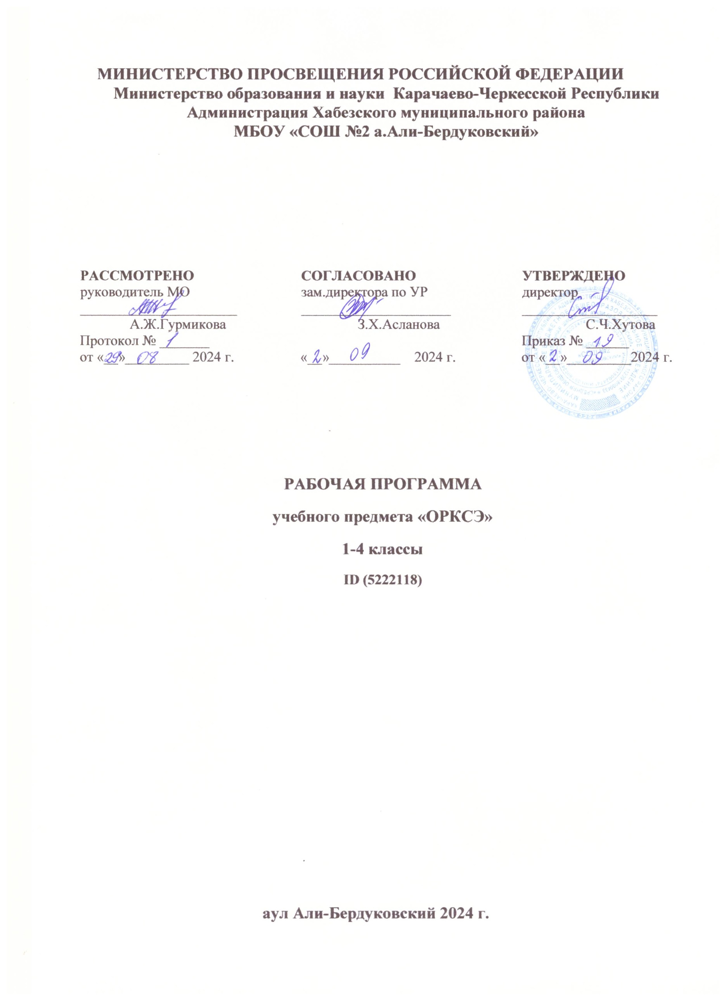 МИНИСТЕРСТВО ПРОСВЕЩЕНИЯ РОССИЙСКОЙ ФЕДЕРАЦИИ
Министерство образования и науки Карачаево-Черкесской Республики
Администрация Хабезского муниципального района
МБОУ «СОШ №2 а.Али-Бердуковский»
РАССМОТРЕНО
руководитель МО
А.Ж.Гурмикова
Протокол № 1
от «29» 08 2024 г.
СОГЛАСОВАНО
зам.директора по УР
З.Х.Асланова
«2» 09 2024 г.
УТВЕРЖДЕНО
директор
С.Ч.Хутова
Приказ № 19
от «2» 09 2024 г.
РАБОЧАЯ ПРОГРАММА
учебного предмета «ОРКСЭ»
1-4 классы
ID (5222118)
аул Али-Бердуковский 2024 г.